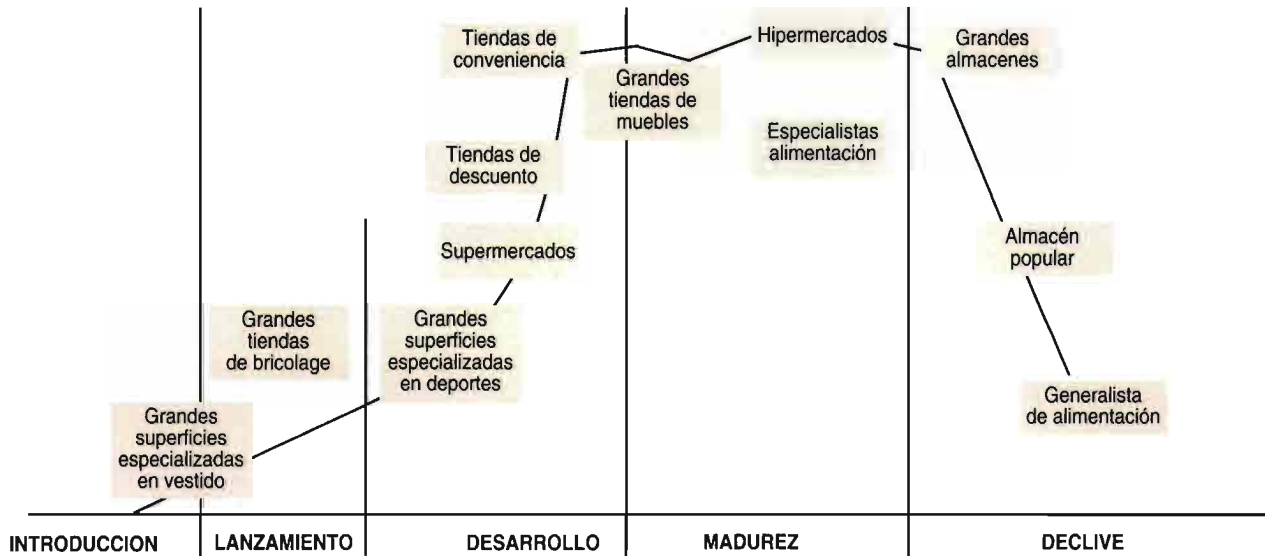 Tiendas de
conveniencia
Hipermercados
Grandes
almacenes
Grandes
tiendas de
muebles
Especialistas
alimentación
Tiendas de
descuento
Supermercados
Almacén
popular
Grandes
tiendas
de bricolage
Grandes
superficies
especializadas
en deportes
Generalista
de alimentación
Grandes
superficies
especializadas
en vestido
INTRODUCCION
LANZAMIENTO
DESARROLLO
MADUREZ
DECLIVE